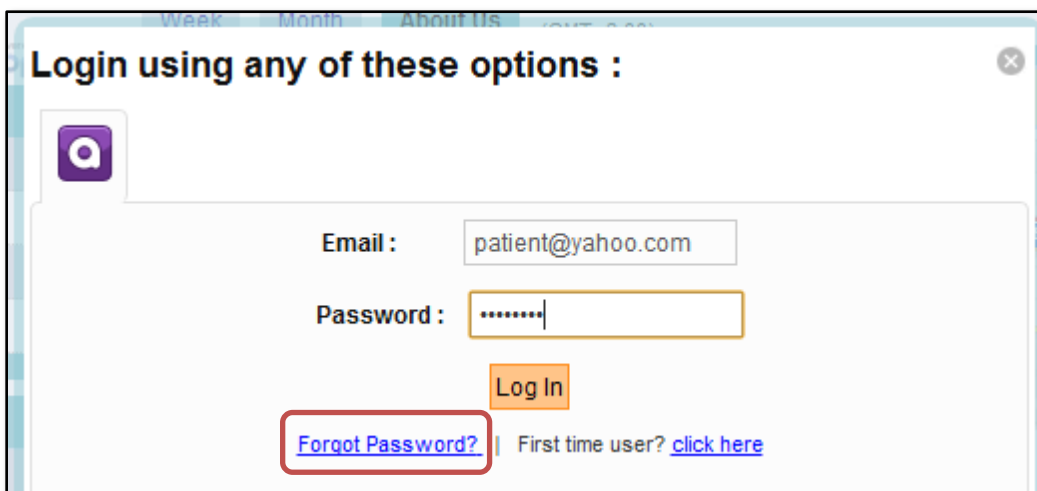 Week Month About Us
Login using any of these options :
Email : patient@yahoo.com
Password : ••••••••
Log In
Forgot Password? | First time user? click here